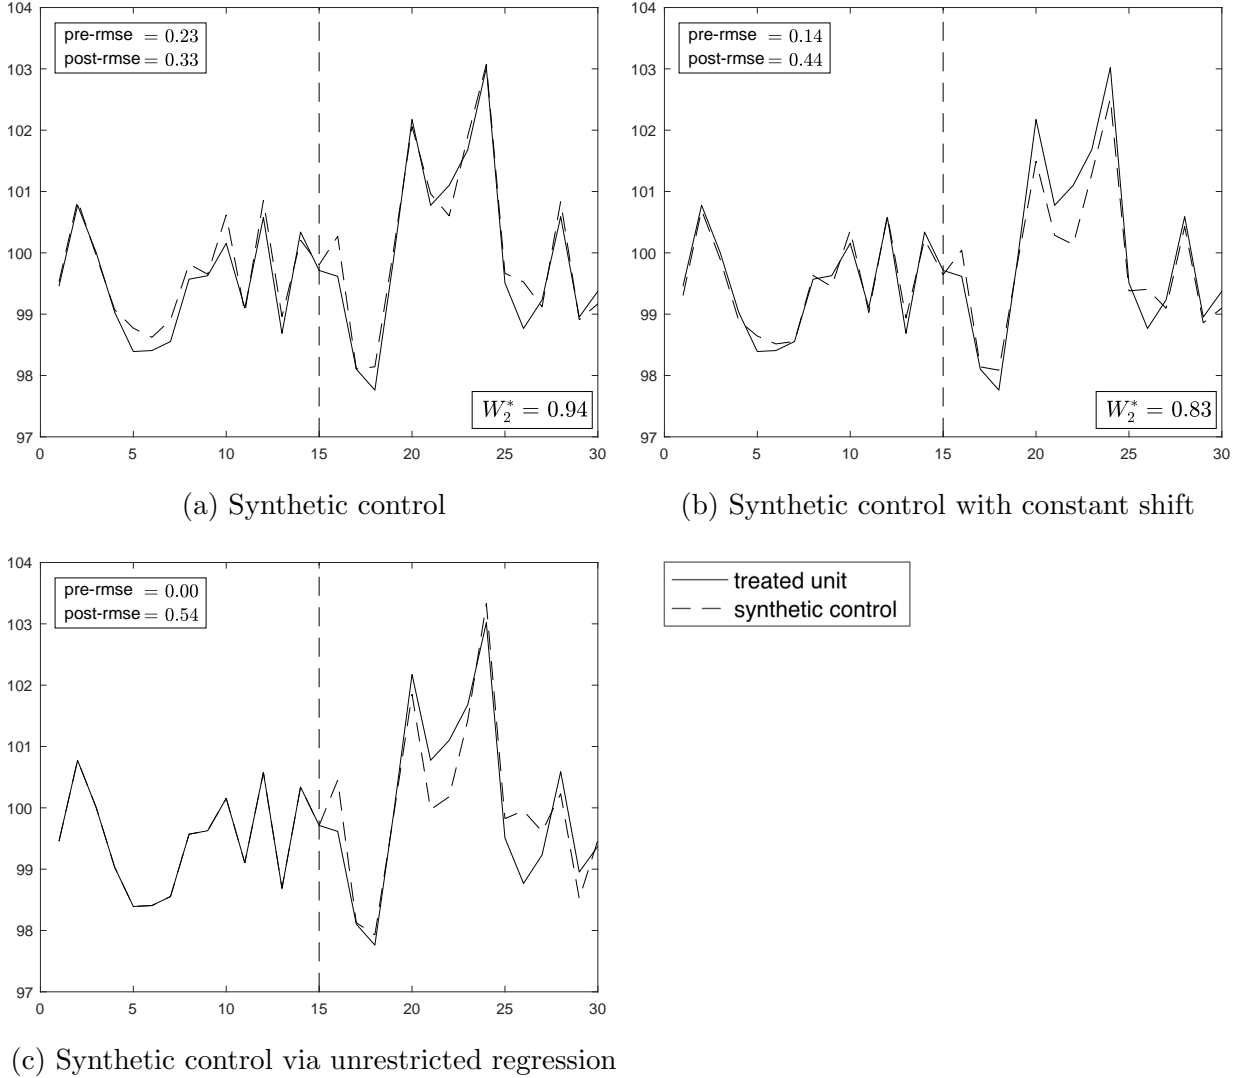 104
103
102
101
100
99
98
97
0 5 10 15 20 25 30
pre-rmse = 0.23
post-rmse = 0.33
W₂* = 0.94
(a) Synthetic control
104
103
102
101
100
99
98
97
0 5 10 15 20 25 30
pre-rmse = 0.14
post-rmse = 0.44
W₂* = 0.83
(b) Synthetic control with constant shift
104
103
102
101
100
99
98
97
0 5 10 15 20 25 30
pre-rmse = 0.00
post-rmse = 0.54
(c) Synthetic control via unrestricted regression
treated unit
synthetic control